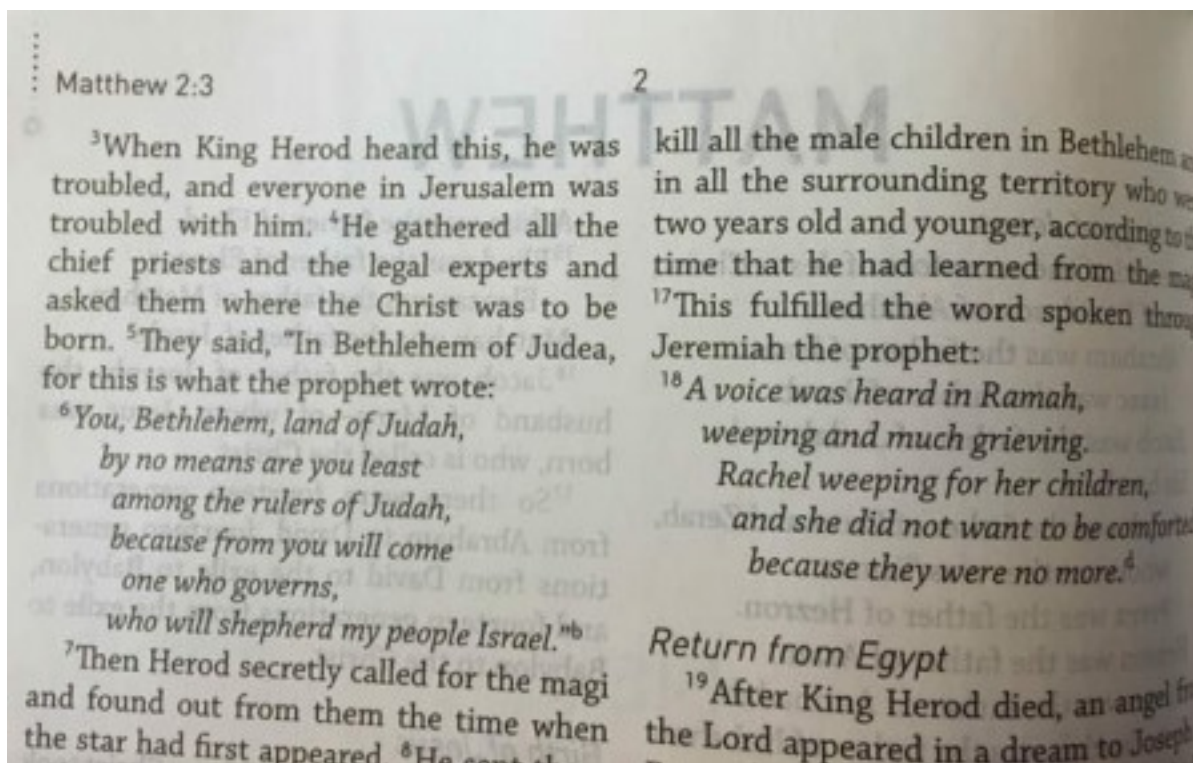 Matthew 2:3
2
³When King Herod heard this, he was
troubled, and everyone in Jerusalem was
troubled with him. ⁴He gathered all the
chief priests and the legal experts and
asked them where the Christ was to be
born. ⁵They said, "In Bethlehem of Judea,
for this is what the prophet wrote:
⁶You, Bethlehem, land of Judah,
by no means are you least
among the rulers of Judah,
because from you will come
one who governs,
who will shepherd my people Israel."ᵇ
⁷Then Herod secretly called for the magi
and found out from them the time when
the star had first appeared. ⁸He
kill all the male children in Bethlehem
in all the surrounding territory who
two years old and younger, according to
time that he had learned from the
¹⁷This fulfilled the word spoken
Jeremiah the prophet:
¹⁸A voice was heard in Ramah,
weeping and much grieving.
Rachel weeping for her children,
and she did not want to be
because they were no more.ᵈ
Return from Egypt
¹⁹After King Herod died, an angel
the Lord appeared in a dream to